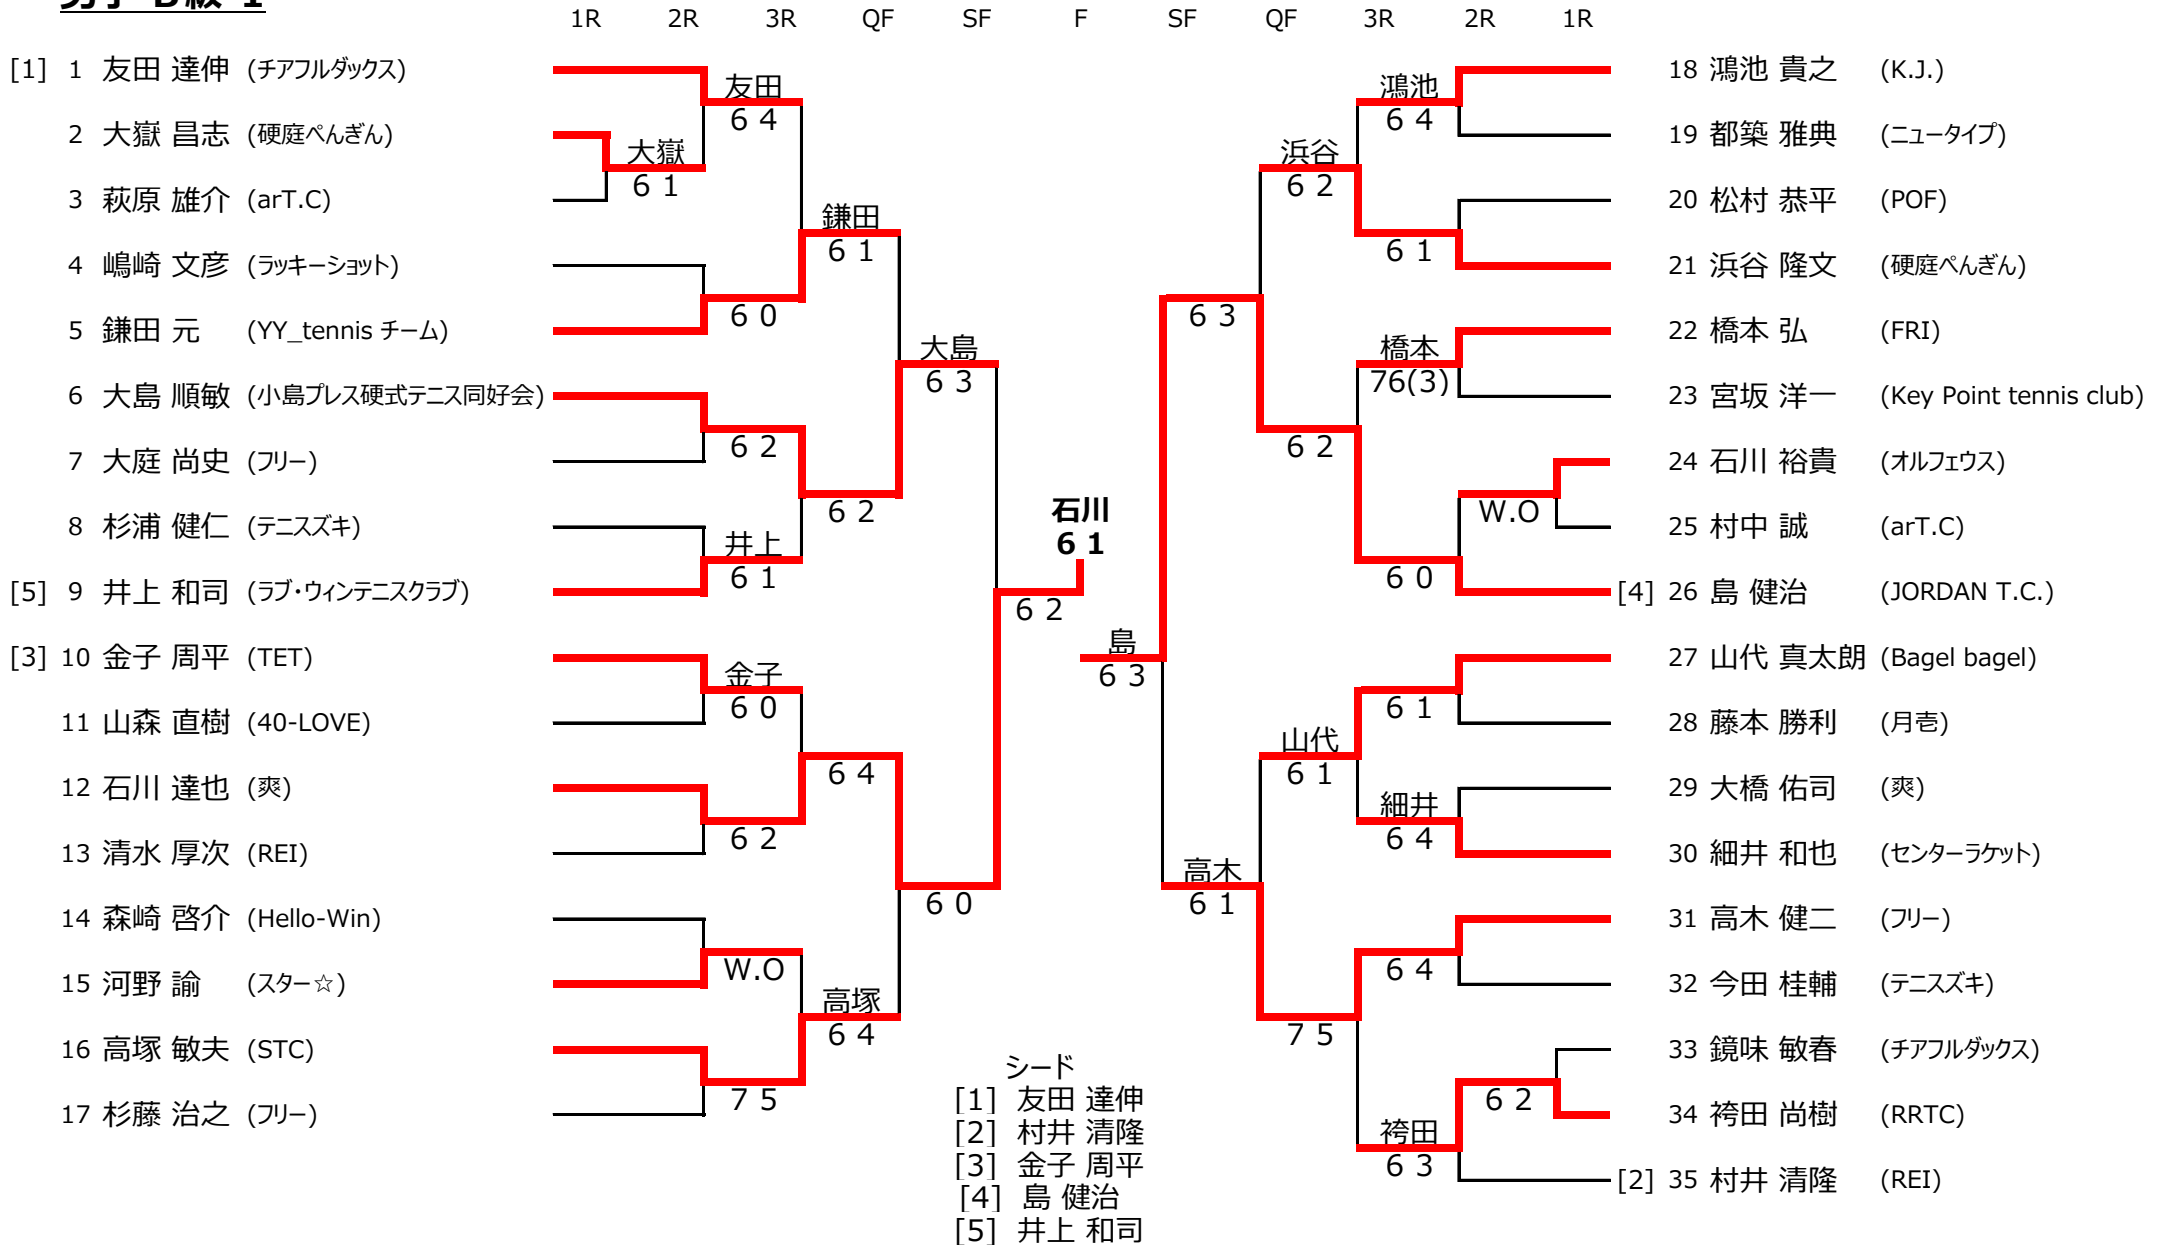 1R 2R 3R QF SF F SF QF 3R 2R 1R
[1] 1 友田 達伸 (チアフルダックス)
2 大嶽 昌志 (硬庭ぺんぎん)
3 萩原 雄介 (arT.C)
4 嶋崎 文彦 (ラッキーショット)
5 鎌田 元 (YY_tennis チーム)
6 大島 順敏 (小島プレス硬式テニス同好会)
7 大庭 尚史 (フリー)
8 杉浦 健仁 (テニスズキ)
[5] 9 井上 和司 (ラブ・ウィンテニスクラブ)
[3] 10 金子 周平 (TET)
11 山森 直樹 (40-LOVE)
12 石川 達也 (爽)
13 清水 厚次 (REI)
14 森崎 啓介 (Hello-Win)
15 河野 諭 (スター☆)
16 高塚 敏夫 (STC)
17 杉藤 治之 (フリー)
大嶽
6 1
友田
6 4
6 0
6 2
井上
6 1
金子
6 0
6 2
W.O
7 5
鎌田
6 1
6 2
6 4
高塚
6 4
大島
6 3
6 0
6 2
石川
6 1
島
6 3
6 3
高木
6 1
浜谷
6 2
6 2
山代
6 1
7 5
鴻池
6 4
6 1
橋本
76(3)
6 0
6 1
細井
6 4
6 4
袴田
6 3
W.O
6 2
18 鴻池 貴之 (K.J.)
19 都築 雅典 (ニュータイプ)
20 松村 恭平 (POF)
21 浜谷 隆文 (硬庭ぺんぎん)
22 橋本 弘 (FRI)
23 宮坂 洋一 (Key Point tennis club)
24 石川 裕貴 (オルフェウス)
25 村中 誠 (arT.C)
[4] 26 島 健治 (JORDAN T.C.)
27 山代 真太朗 (Bagel bagel)
28 藤本 勝利 (月壱)
29 大橋 佑司 (爽)
30 細井 和也 (センターラケット)
31 高木 健二 (フリー)
32 今田 桂輔 (テニスズキ)
33 鏡味 敏春 (チアフルダックス)
34 袴田 尚樹 (RRTC)
[2] 35 村井 清隆 (REI)
シード
[1] 友田 達伸
[2] 村井 清隆
[3] 金子 周平
[4] 島 健治
[5] 井上 和司